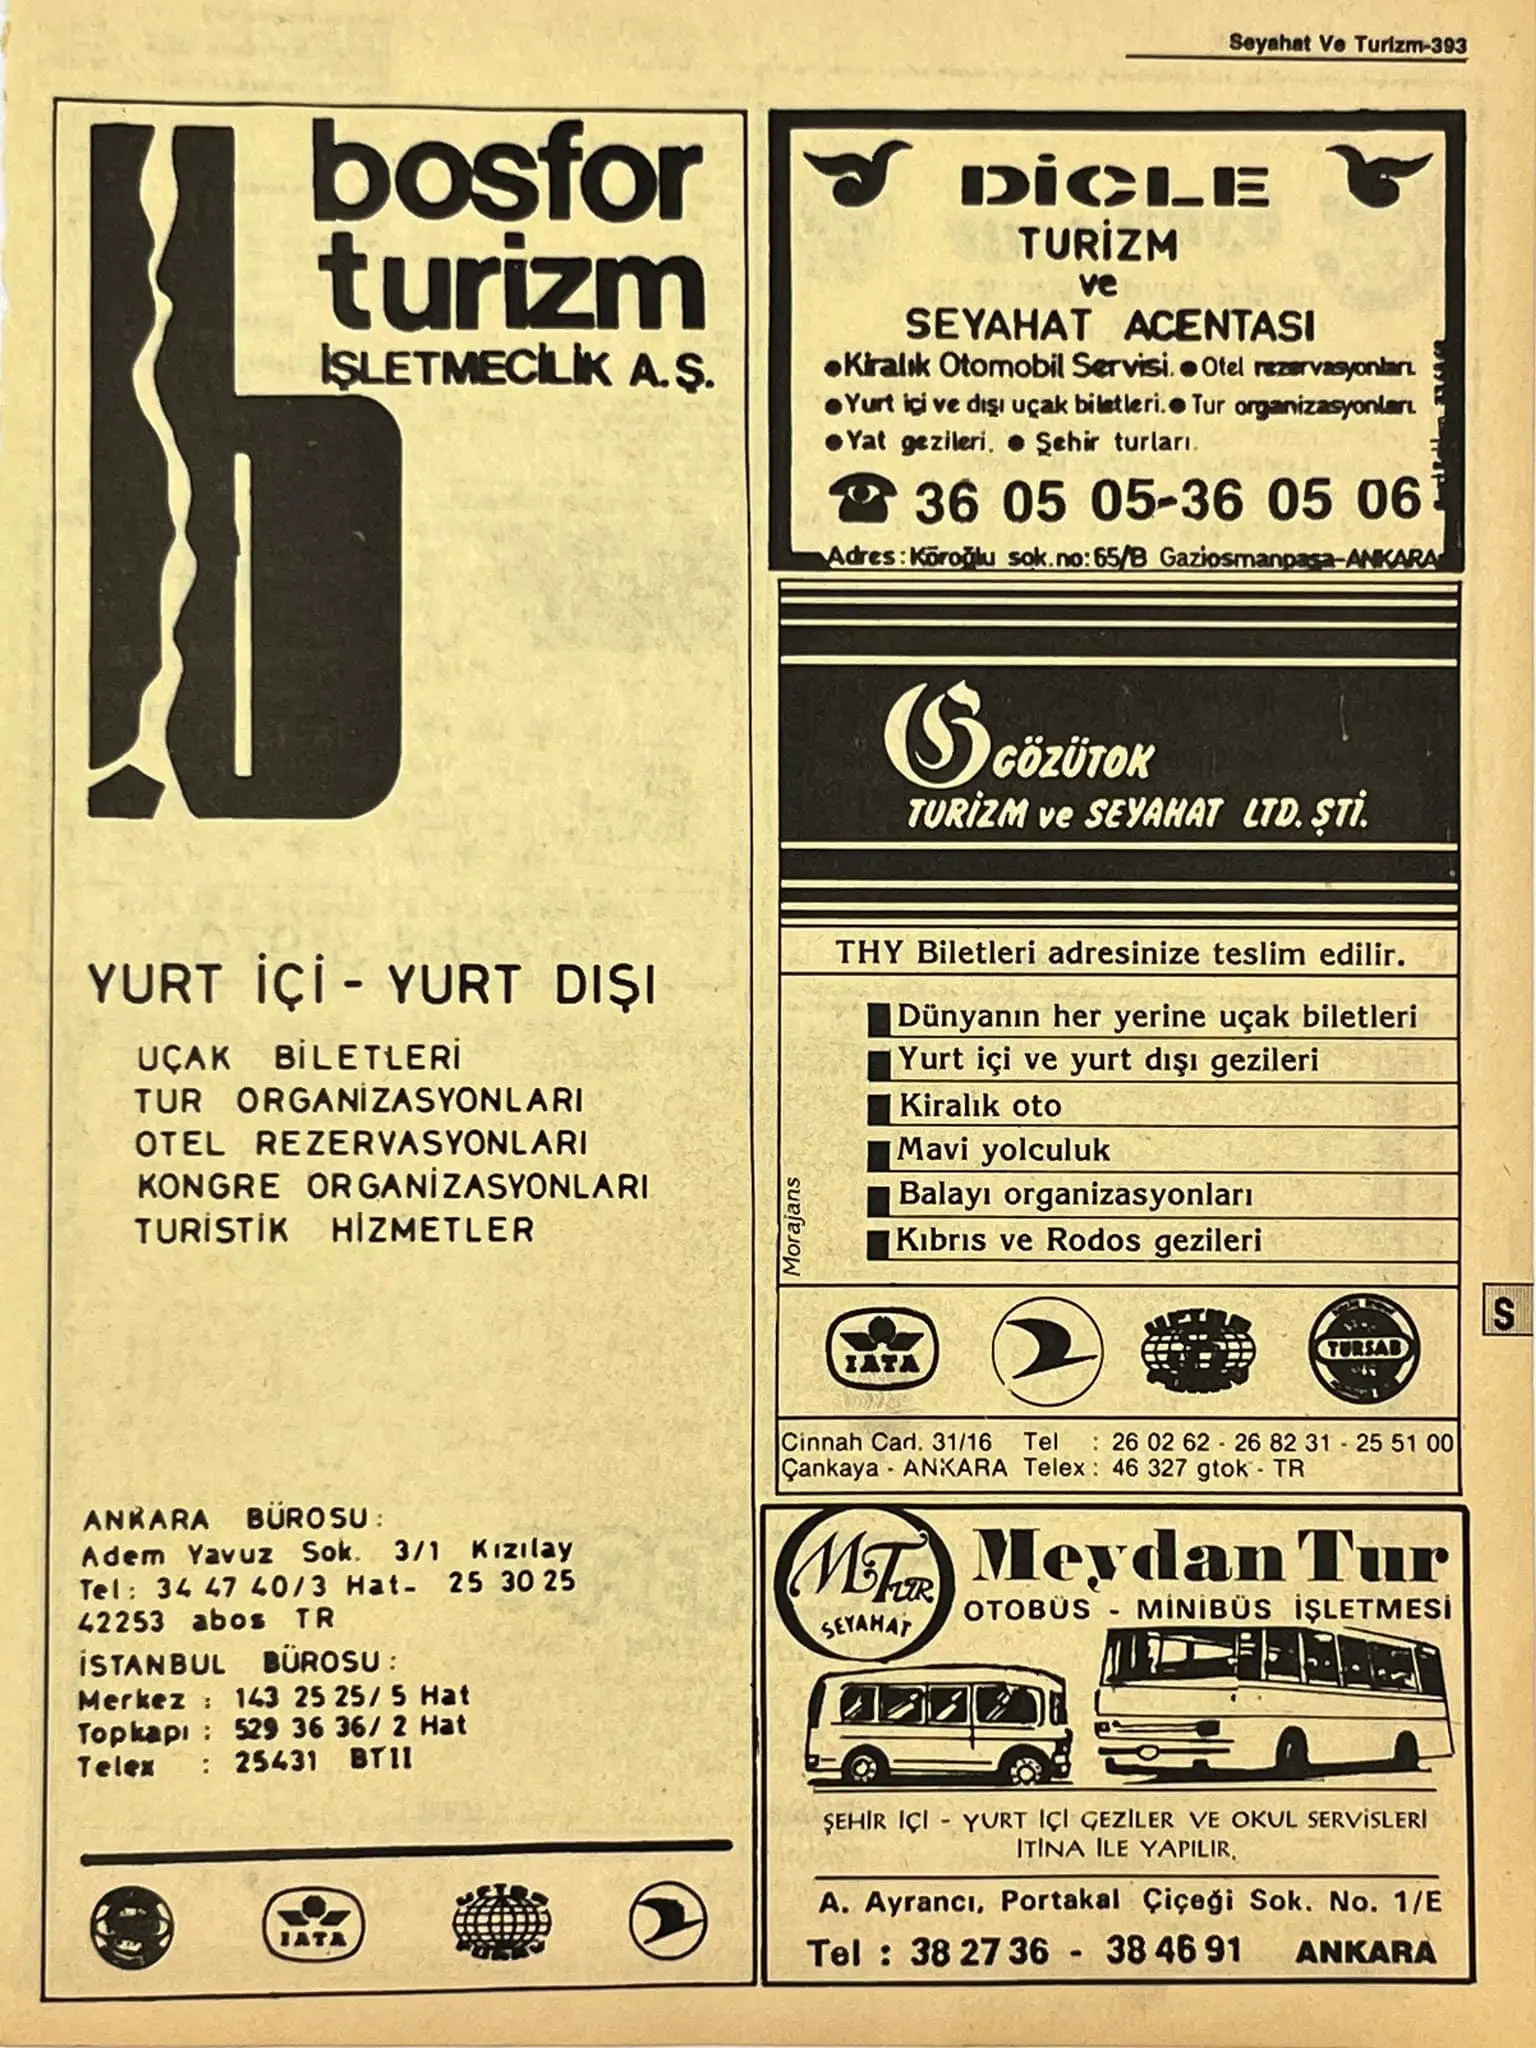 Seyahat Ve Turizm-393
bosfor
turizm
İŞLETMECİLİK A.Ş.
YURT İÇİ - YURT DIŞI
UÇAK BİLETLERİ
TUR ORGANİZASYONLARI
OTEL REZERVASYONLARI
KONGRE ORGANİZASYONLARI
TURİSTİK HİZMETLER
ANKARA BÜROSU:
Adem Yavuz Sok. 3/1 Kızılay
Tel: 34 47 40/3 Hat- 25 30 25
42253 abos TR
İSTANBUL BÜROSU:
Merkez : 143 25 25/ 5 Hat
Topkapı : 529 36 36/ 2 Hat
Telex : 25431 BTII
IATA
DİCLE
TURİZM
ve
SEYAHAT ACENTASI
●Kiralık Otomobil Servisi. ●Otel rezervasyonları.
●Yurt içi ve dışı uçak biletleri. ● Tur organizasyonları.
●Yat gezileri. ● Şehir turları.
☎ 36 05 05-36 05 06
Adres: Köroğlu sok.no:65/B Gaziosmanpaşa-ANKARA
GÖZÜTOK
TURİZM ve SEYAHAT LTD. ŞTİ.
THY Biletleri adresinize teslim edilir.
■ Dünyanın her yerine uçak biletleri
■ Yurt içi ve yurt dışı gezileri
■ Kiralık oto
■ Mavi yolculuk
■ Balayı organizasyonları
■ Kıbrıs ve Rodos gezileri
Morajans
IATA
TURSAB
Cinnah Cad. 31/16 Tel : 26 02 62 - 26 82 31 - 25 51 00
Çankaya - ANKARA Telex : 46 327 gtok - TR
S
MTUR
SEYAHAT
Meydan Tur
OTOBÜS - MİNİBÜS İŞLETMESİ
ŞEHİR İÇİ - YURT İÇİ GEZİLER VE OKUL SERVİSLERİ
İTİNA İLE YAPILIR.
A. Ayrancı, Portakal Çiçeği Sok. No. 1/E
Tel : 38 27 36 - 38 46 91 ANKARA